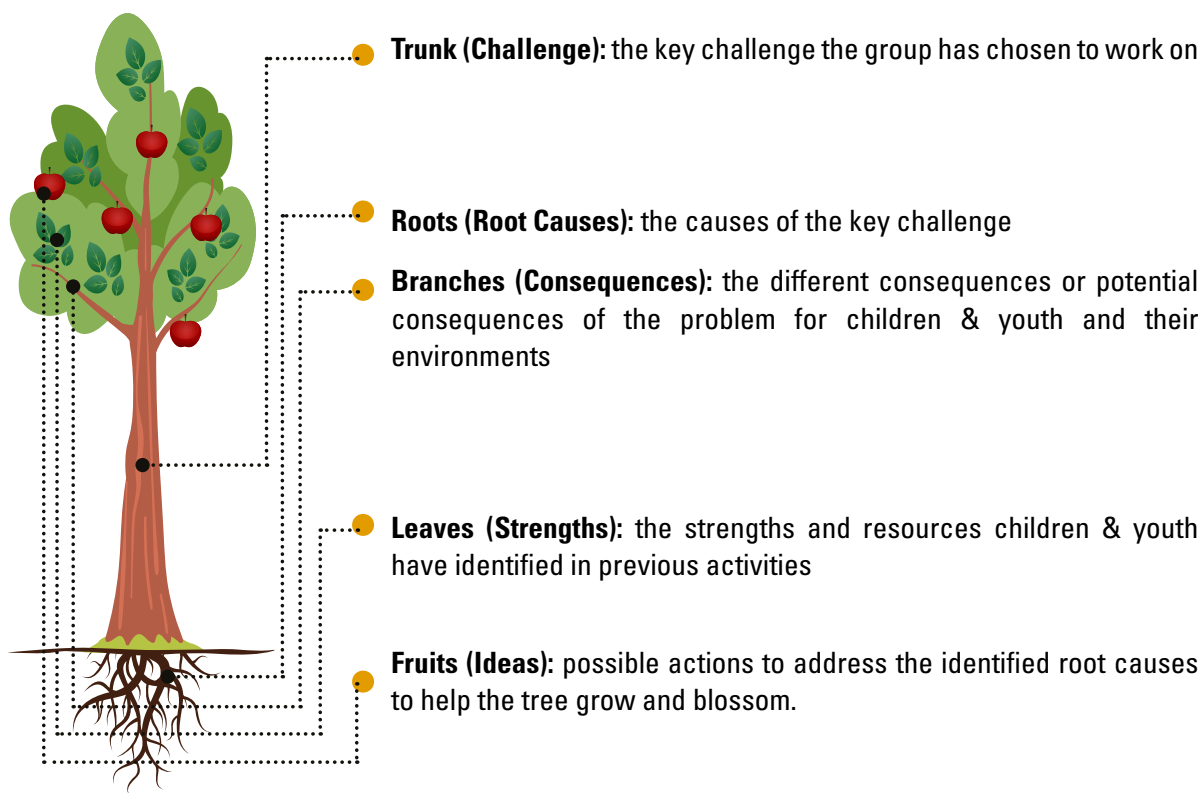 Trunk (Challenge): the key challenge the group has chosen to work on
Roots (Root Causes): the causes of the key challenge
Branches (Consequences): the different consequences or potential
consequences of the problem for children & youth and their
environments
Leaves (Strengths): the strengths and resources children & youth
have identified in previous activities
Fruits (Ideas): possible actions to address the identified root causes
to help the tree grow and blossom.